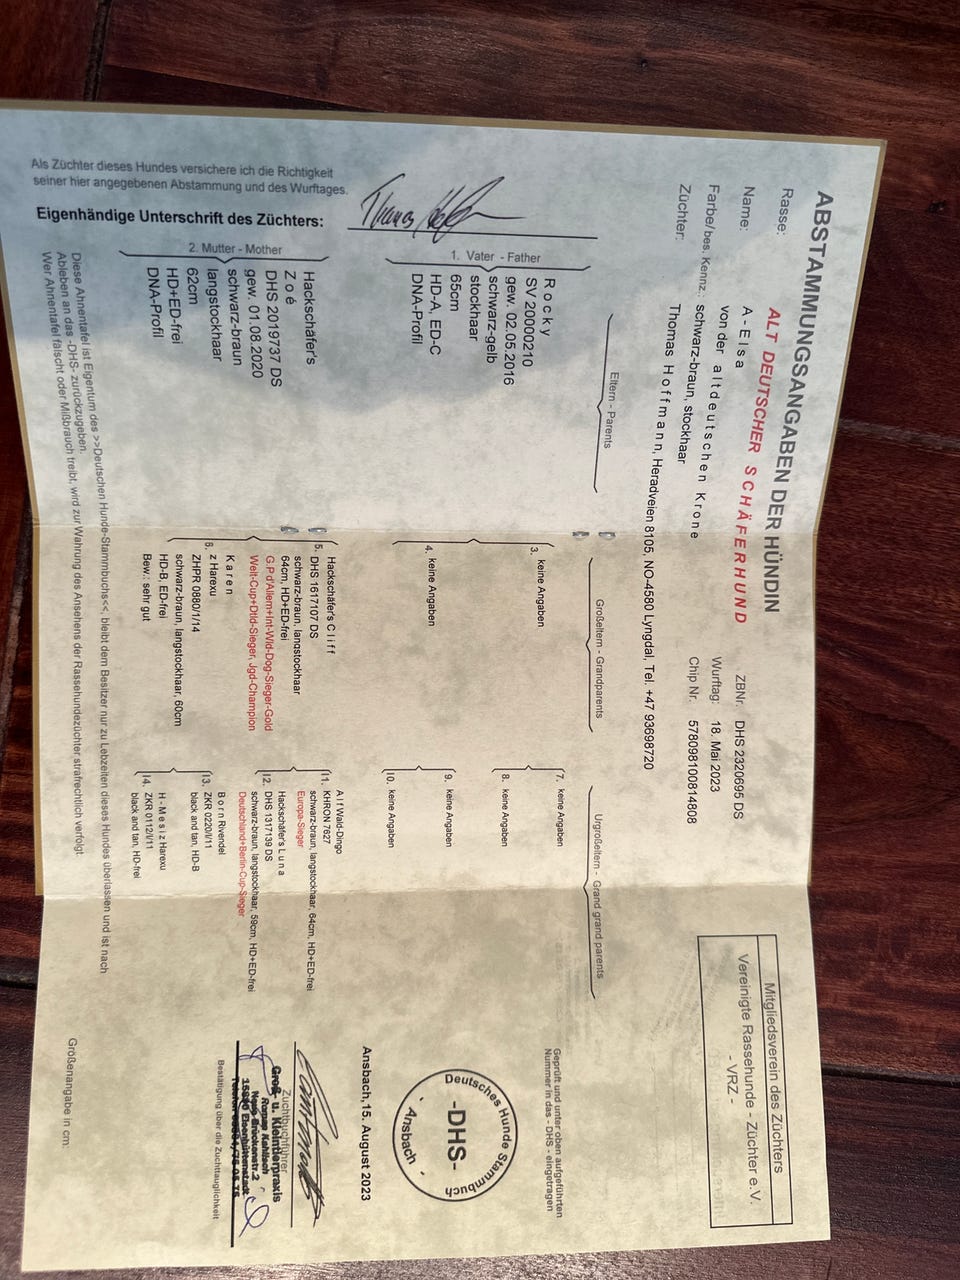 ABSTAMMUNGSANGABEN DER HÜNDIN
Rasse: ALT DEUTSCHER SCHÄFERHUND
Name: A - Elsa
von der altdeutschen Krone
Farbe/bes. Kennz.: schwarz-braun, stockhaar
Züchter: Thomas Hoffmann, Heradveien 8105, NO-4580 Lyngdal, Tel. +47 93698720
ZBNr. DHS 2320695 DS
Wurftag: 18. Mai 2023
Chip Nr. 578098100814808
Mitgliedsverein des Züchters
Vereinigte Rassehunde - Züchter e.V.
- VRZ -
Eltern - Parents
Großeltern - Grandparents
Urgroßeltern - Grand grand parents
1. Vater - Father
Rocky
SV 20000210
gew. 02.05.2016
schwarz-gelb
stockhaar
65cm
HD-A, ED-C
DNA-Profil
2. Mutter - Mother
Hackschäfer's
Zoé
DHS 2019737 DS
gew. 01.08.2020
schwarz-braun
langstockhaar
62cm
HD+ED-frei
DNA-Profil
3. keine Angaben
4. keine Angaben
Hackschäfer's Cliff
5. DHS 1617107 DS
schwarz-braun, langstockhaar
64cm, HD+ED-frei
G.P.d'Allem+Int-Wld-Dog-Sieger-Gold
Welt-Cup+Dtld-Sieger, Jgd-Champion
Karen
6. z Harexu
ZHPR 0880/1/14
schwarz-braun, langstockhaar, 60cm
HD-B, ED-frei
Bew.: sehr gut
7. keine Angaben
8. keine Angaben
9. keine Angaben
10. keine Angaben
Alf Wald-Dingo
11. KHRON 7627
schwarz-braun, langstockhaar, 64cm, HD+ED-frei
Europa-Sieger
Hackschäfer's Luna
12. DHS 1317139 DS
schwarz-braun, langstockhaar, 59cm, HD+ED-frei
Deutschland+Berlin-Cup-Sieger
Born Rivendel
13. ZKR 0220/I/11
black and tan, HD-B
H - Mesiz Harexu
14. ZKR 0112/I/11
black and tan, HD-frei
Geprüft und unter oben aufgeführten
Nummer in das - DHS - eingetragen
Deutsches Hunde Stammbuch
-DHS-
- Ansbach -
Ansbach, 15. August 2023
Zuchtbuchführer
Groß- u. Kleintierpraxis
Roman Kahlisch
Neue Brückenstr. 2
Bestätigung über die Zuchttauglichkeit
Als Züchter dieses Hundes versichere ich die Richtigkeit
seiner hier angegebenen Abstammung und des Wurftages.
Eigenhändige Unterschrift des Züchters:
Diese Ahnentafel ist Eigentum des >>Deutschen Hunde-Stammbuchs<<, bleibt dem Besitzer nur zu Lebzeiten dieses Hundes überlassen und ist nach
Ableben an das -DHS- zurückzugeben.
Wer Ahnentafel fälscht oder Mißbrauch treibt, wird zur Wahrung des Ansehens der Rassehundezüchter strafrechtlich verfolgt.
Größenangabe in cm.